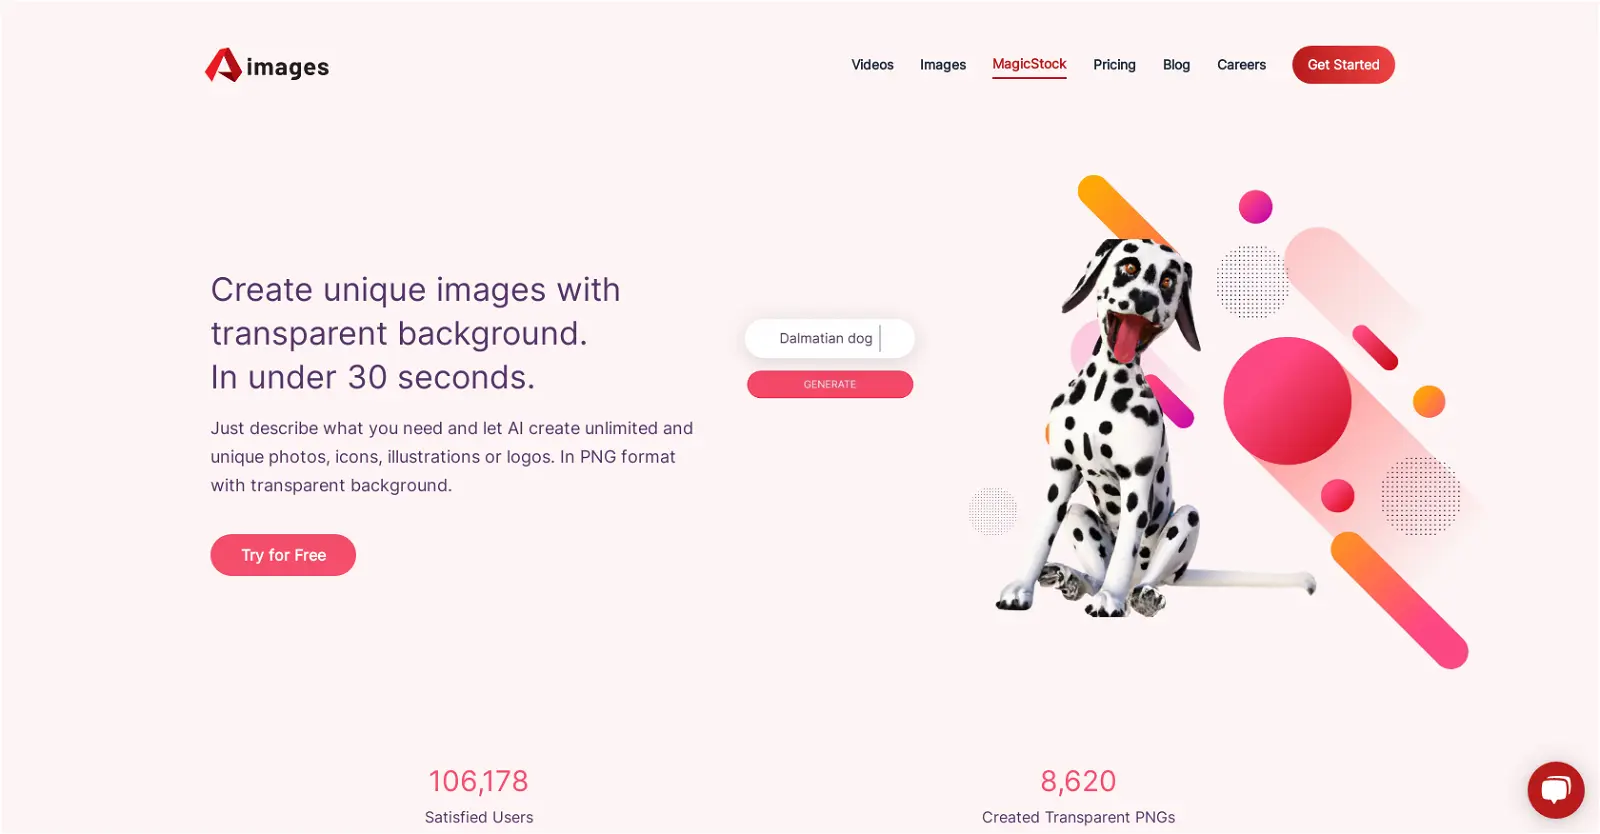 images
Videos
Images
MagicStock
Pricing
Blog
Careers
Get Started
Create unique images with
transparent background.
In under 30 seconds.
Just describe what you need and let AI create unlimited and
unique photos, icons, illustrations or logos. In PNG format
with transparent background.
Try for Free
Dalmatian dog
GENERATE
106,178
Satisfied Users
8,620
Created Transparent PNGs